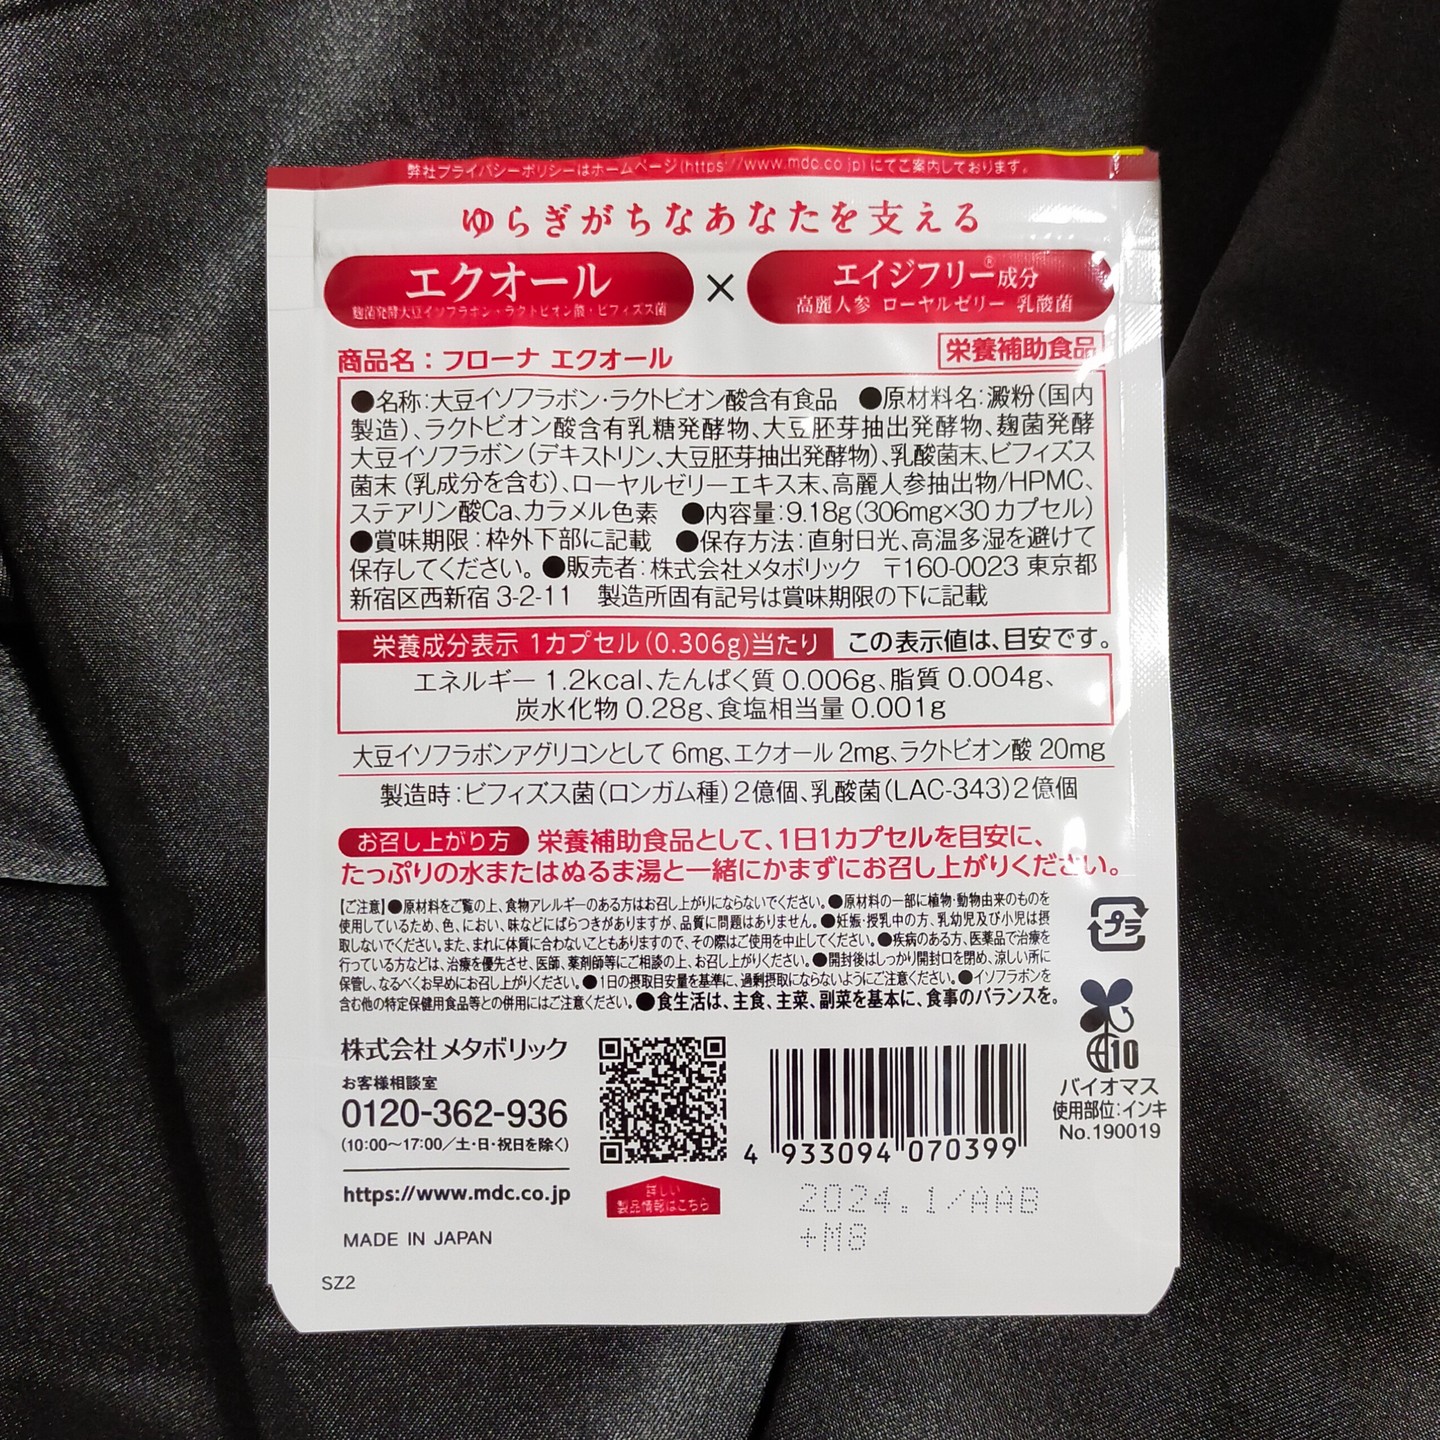 弊社プライバシーポリシーはホームページ(https://www.mdc.co.jp)にてご案内しております。
ゆらぎがちなあなたを支える
エクオール
麹菌発酵大豆イソフラボン・ラクトビオン酸・ビフィズス菌
×
エイジフリー®成分
高麗人参 ローヤルゼリー 乳酸菌
商品名：フローナ エクオール
栄養補助食品
●名称：大豆イソフラボン・ラクトビオン酸含有食品 ●原材料名：澱粉（国内
製造）、ラクトビオン酸含有乳糖発酵物、大豆胚芽抽出発酵物、麹菌発酵
大豆イソフラボン（デキストリン、大豆胚芽抽出発酵物）、乳酸菌末、ビフィズス
菌末（乳成分を含む）、ローヤルゼリーエキス末、高麗人参抽出物/HPMC、
ステアリン酸Ca、カラメル色素 ●内容量：9.18g（306mg×30カプセル）
●賞味期限：枠外下部に記載 ●保存方法：直射日光、高温多湿を避けて
保存してください。 ●販売者：株式会社メタボリック 〒160-0023 東京都
新宿区西新宿3-2-11 製造所固有記号は賞味期限の下に記載
栄養成分表示 1カプセル(0.306g)当たり この表示値は、目安です。
エネルギー 1.2kcal、たんぱく質 0.006g、脂質 0.004g、
炭水化物 0.28g、食塩相当量 0.001g
大豆イソフラボンアグリコンとして 6mg、エクオール 2mg、ラクトビオン酸 20mg
製造時：ビフィズス菌（ロンガム種）2億個、乳酸菌（LAC-343）2億個
お召し上がり方 栄養補助食品として、1日1カプセルを目安に、
たっぷりの水またはぬるま湯と一緒にかまずにお召し上がりください。
【ご注意】●原材料をご覧の上、食物アレルギーのある方はお召し上がりにならないでください。●原材料の一部に植物・動物由来のものを
使用しているため、色、におい、味などにばらつきがありますが、品質に問題はありません。●妊娠・授乳中の方、乳幼児及び小児は摂
取しないでください。また、まれに体質に合わないこともありますので、その際はご使用を中止してください。●疾病のある方、医薬品で治療を
行っている方などは、治療を優先させ、医師、薬剤師等にご相談の上、お召し上がりください。●開封後はしっかり開封口を閉め、涼しい所に
保管し、なるべくお早めにお召し上がりください。●1日の摂取目安量を基準に、過剰摂取にならないようにご注意ください。●イソフラボンを
含む他の特定保健用食品等との併用にはご注意ください。●食生活は、主食、主菜、副菜を基本に、食事のバランスを。
プラ
株式会社メタボリック
お客様相談室
0120-362-936
(10:00～17:00／土・日・祝日を除く)
https://www.mdc.co.jp
MADE IN JAPAN
SZ2
詳しい
製品情報はこちら
4 933094 070399
2024.1/AAB
+M8
10
バイオマス
使用部位：インキ
No.190019